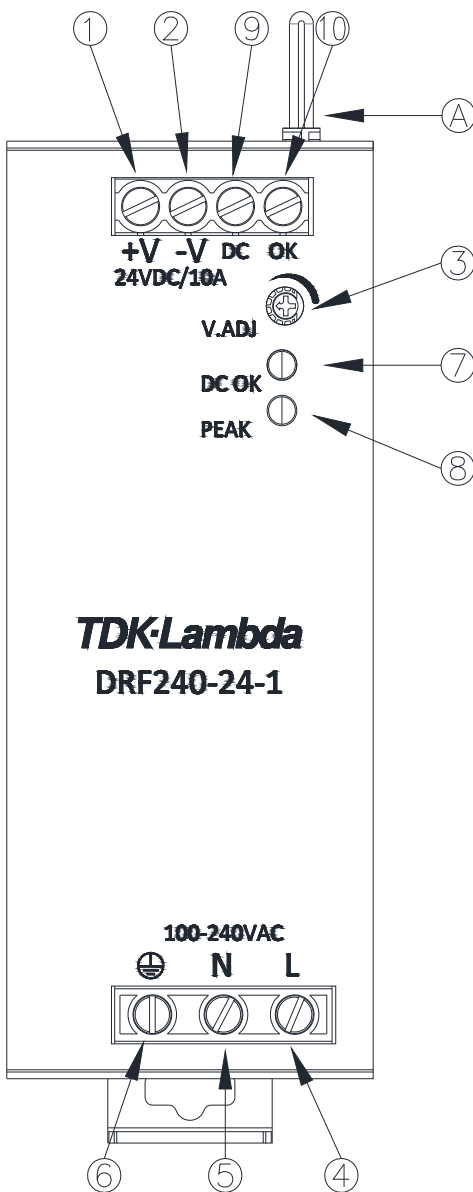 ① ② ⑨ ⑩
Ⓐ
+V -V DC OK
24VDC/10A
③
V.ADJ
⑦
DC OK
PEAK
⑧
TDK·Lambda
DRF240-24-1
100-240VAC
N L
⑥ ⑤ ④